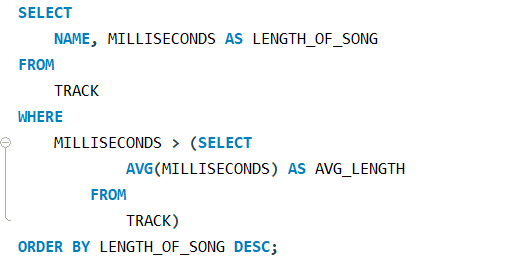 SELECT
NAME, MILLISECONDS AS LENGTH_OF_SONG
FROM
TRACK
WHERE
MILLISECONDS > (SELECT
AVG(MILLISECONDS) AS AVG_LENGTH
FROM
TRACK)
ORDER BY LENGTH_OF_SONG DESC;